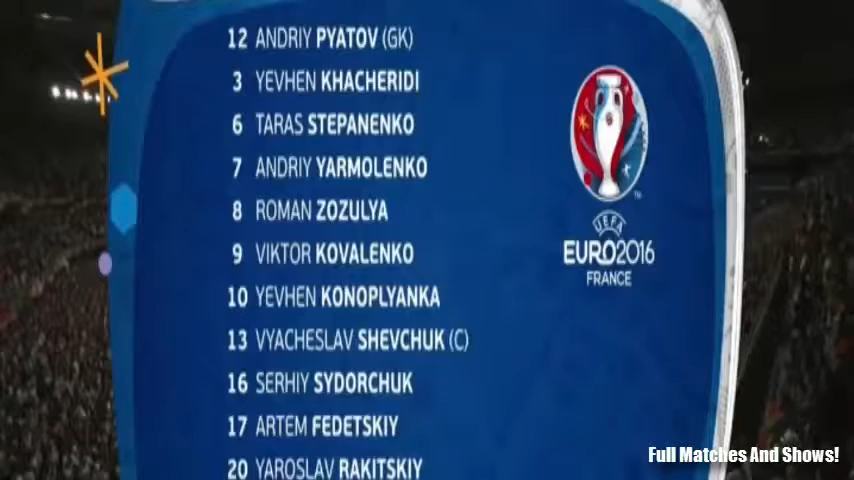 12 ANDRIY PYATOV (GK)
3 YEVHEN KHACHERIDI
6 TARAS STEPANENKO
7 ANDRIY YARMOLENKO
8 ROMAN ZOZULYA
9 VIKTOR KOVALENKO
10 YEVHEN KONOPLYANKA
13 VYACHESLAV SHEVCHUK (C)
16 SERHIY SYDORCHUK
17 ARTEM FEDETSKIY
20 YAROSLAV RAKITSKIY
TM
UEFA
EURO2016
FRANCE
Full Matches And Shows!